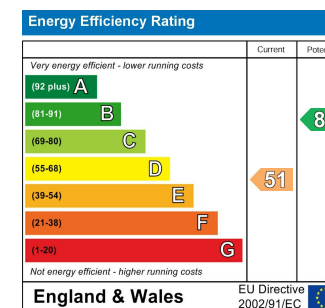 Energy Efficiency Rating
Current
Very energy efficient - lower running costs
(92 plus) A
(81-91) B
(69-80) C
(55-68) D
51
(39-54) E
(21-38) F
(1-20) G
Not energy efficient - higher running costs
England & Wales
EU Directive
2002/91/EC